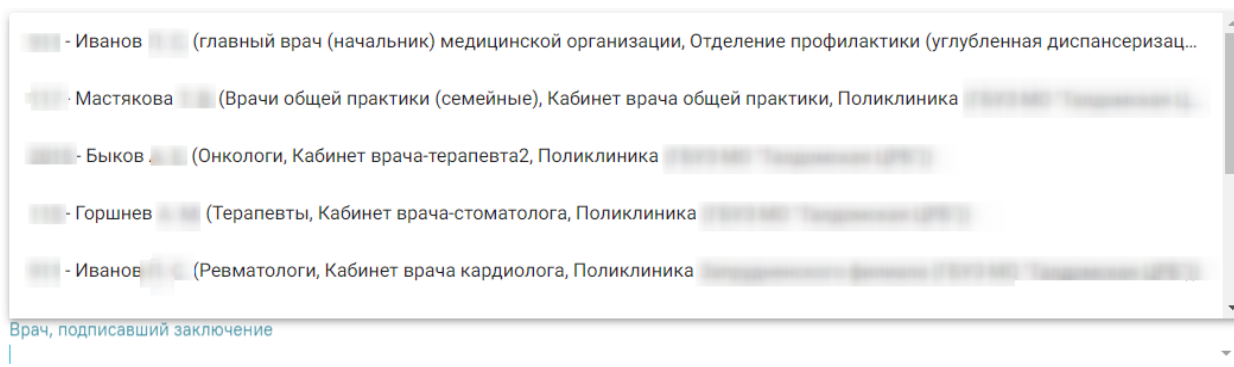 - Иванов (главный врач (начальник) медицинской организации, Отделение профилактики (углубленная диспансеризац...
- Мастякова (Врачи общей практики (семейные), Кабинет врача общей практики, Поликлиника
- Быков (Онкологи, Кабинет врача-терапевта2, Поликлиника
- Горшнев (Терапевты, Кабинет врача-стоматолога, Поликлиника
- Иванов (Ревматологи, Кабинет врача кардиолога, Поликлиника
Врач, подписавший заключение